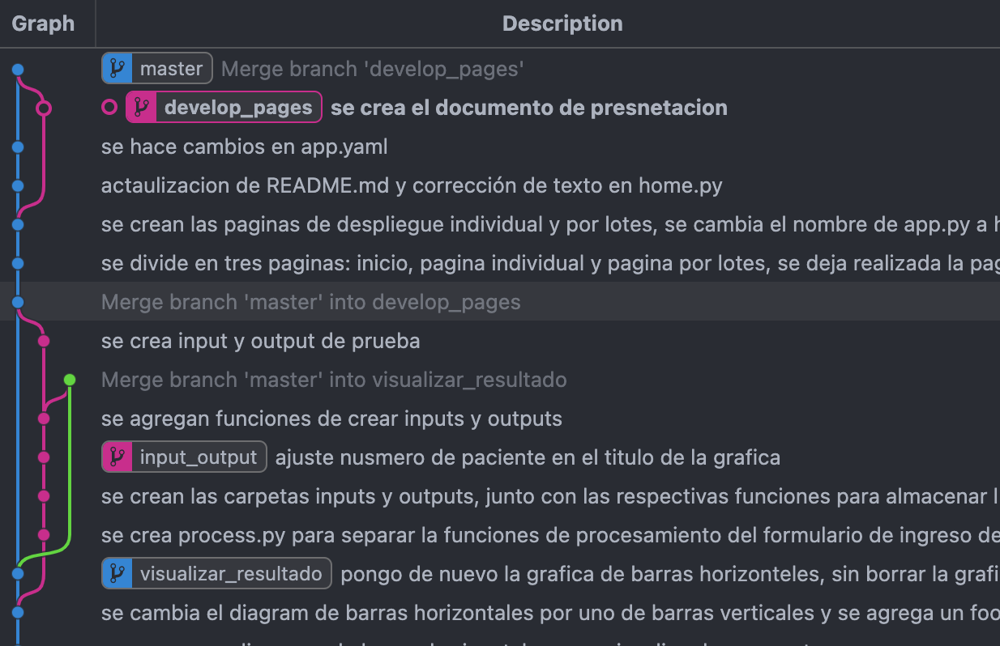 Graph Description
master Merge branch 'develop_pages'
develop_pages se crea el documento de presnetacion
se hace cambios en app.yaml
actaulizacion de README.md y corrección de texto en home.py
se crean las paginas de despliegue individual y por lotes, se cambia el nombre de app.py a h
se divide en tres paginas: inicio, pagina individual y pagina por lotes, se deja realizada la pag
Merge branch 'master' into develop_pages
se crea input y output de prueba
Merge branch 'master' into visualizar_resultado
se agregan funciones de crear inputs y outputs
input_output ajuste nusmero de paciente en el titulo de la grafica
se crean las carpetas inputs y outputs, junto con las respectivas funciones para almacenar l
se crea process.py para separar la funciones de procesamiento del formulario de ingreso de
visualizar_resultado pongo de nuevo la grafica de barras horizonteles, sin borrar la grafi
se cambia el diagram de barras horizontales por uno de barras verticales y se agrega un foo